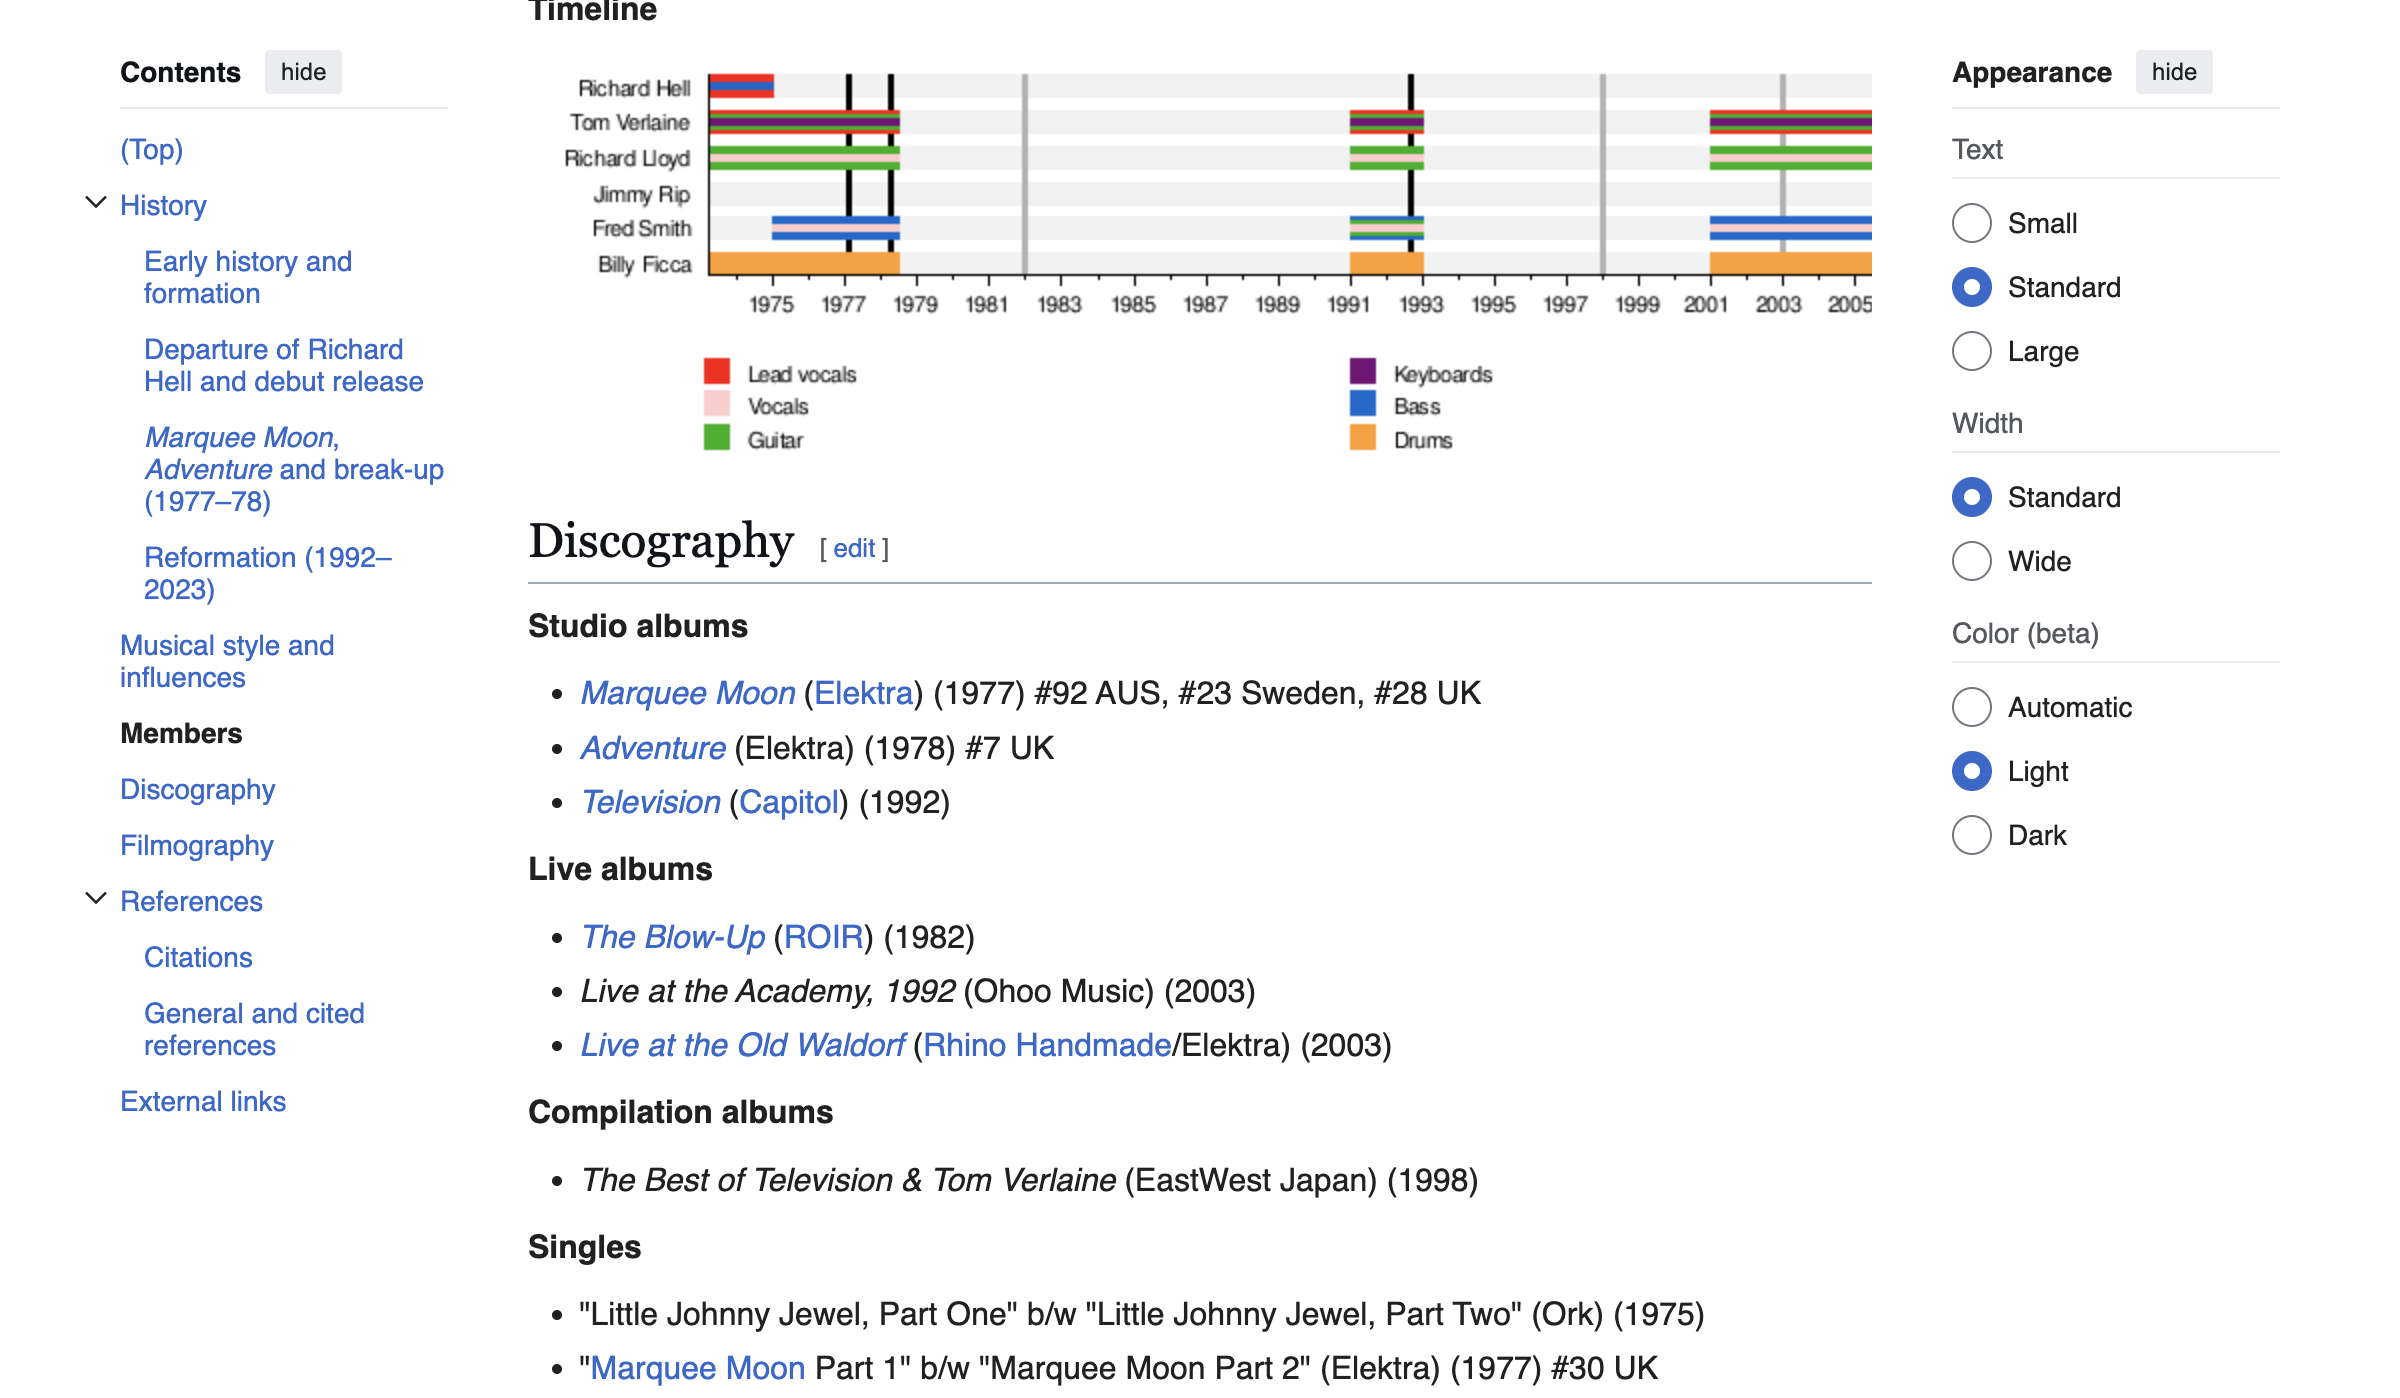 Timeline
Contents hide
(Top)
History
Early history and
formation
Departure of Richard
Hell and debut release
Marquee Moon,
Adventure and break-up
(1977–78)
Reformation (1992–
2023)
Musical style and
influences
Members
Discography
Filmography
References
Citations
General and cited
references
External links
Richard Hell
Tom Verlaine
Richard Lloyd
Jimmy Rip
Fred Smith
Billy Ficca
1975 1977 1979 1981 1983 1985 1987 1989 1991 1993 1995 1997 1999 2001 2003 2005
Lead vocals
Vocals
Guitar
Keyboards
Bass
Drums
Discography [ edit ]
Studio albums
• Marquee Moon (Elektra) (1977) #92 AUS, #23 Sweden, #28 UK
• Adventure (Elektra) (1978) #7 UK
• Television (Capitol) (1992)
Live albums
• The Blow-Up (ROIR) (1982)
• Live at the Academy, 1992 (Ohoo Music) (2003)
• Live at the Old Waldorf (Rhino Handmade/Elektra) (2003)
Compilation albums
• The Best of Television & Tom Verlaine (EastWest Japan) (1998)
Singles
• "Little Johnny Jewel, Part One" b/w "Little Johnny Jewel, Part Two" (Ork) (1975)
• "Marquee Moon Part 1" b/w "Marquee Moon Part 2" (Elektra) (1977) #30 UK
Appearance hide
Text
Small
Standard
Large
Width
Standard
Wide
Color (beta)
Automatic
Light
Dark